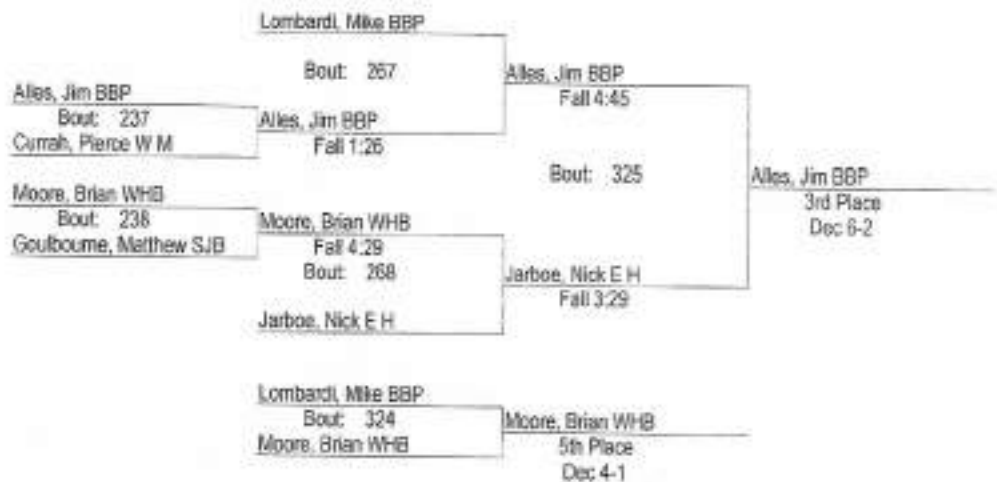 Lombardi, Mike BBP
Bout: 267
Alles, Jim BBP
Fall 4:45
Alles, Jim BBP
Bout: 237
Currah, Pierce W M
Alles, Jim BBP
Fall 1:26
Bout: 325
Alles, Jim BBP
3rd Place
Dec 6-2
Moore, Brian WHB
Bout: 238
Goulbourne, Matthew SJB
Moore, Brian WHB
Fall 4:29
Bout: 268
Jarboe, Nick E H
Fall 3:29
Jarboe, Nick E H
Lombardi, Mike BBP
Bout: 324
Moore, Brian WHB
Moore, Brian WHB
5th Place
Dec 4-1